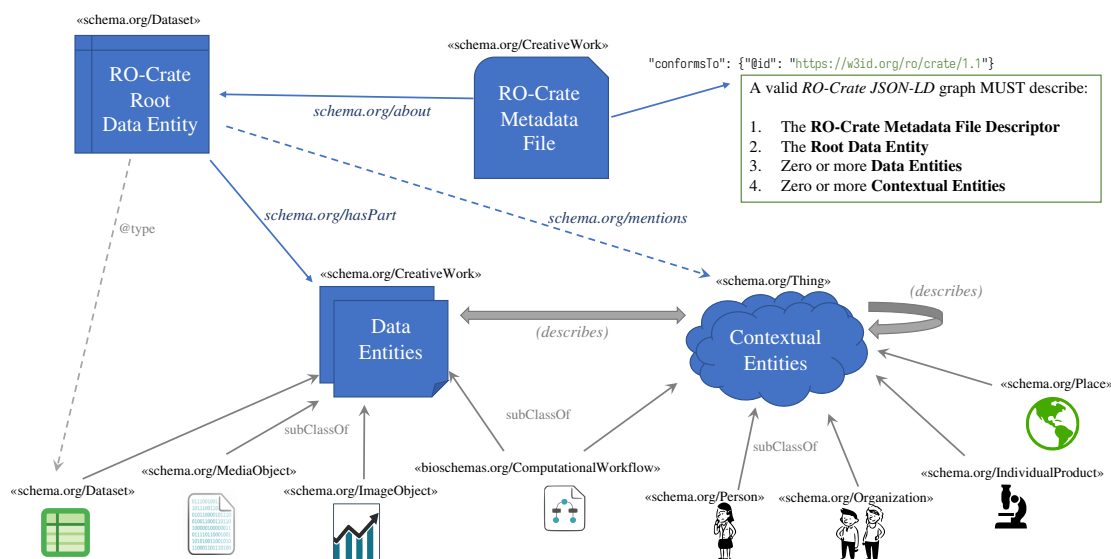 «schema.org/Dataset»
RO-Crate
Root
Data Entity
«schema.org/CreativeWork»
RO-Crate
Metadata
File
schema.org/about
"conformsTo": {"@id": "https://w3id.org/ro/crate/1.1"}
A valid RO-Crate JSON-LD graph MUST describe:
1. The RO-Crate Metadata File Descriptor
2. The Root Data Entity
3. Zero or more Data Entities
4. Zero or more Contextual Entities
schema.org/hasPart
schema.org/mentions
@type
«schema.org/CreativeWork»
Data
Entities
(describes)
«schema.org/Thing»
Contextual
Entities
(describes)
«schema.org/Place»
subClassOf
subClassOf
subClassOf
«schema.org/MediaObject»
«bioschemas.org/ComputationalWorkflow»
«schema.org/IndividualProduct»
«schema.org/Dataset»
«schema.org/ImageObject»
«schema.org/Person»
«schema.org/Organization»